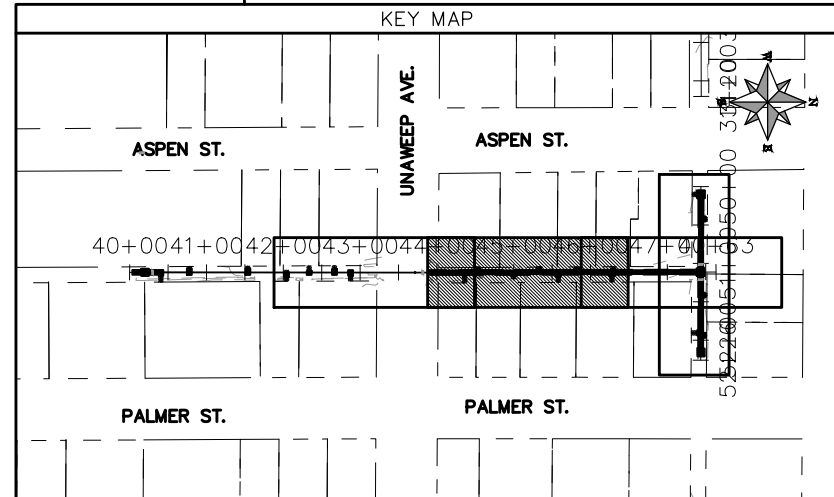 KEY MAP
UNAWEEP AVE.
ASPEN ST.
ASPEN ST.
40+0041+0042+0043+0044+0045+0046+0047+00
PALMER ST.
PALMER ST.